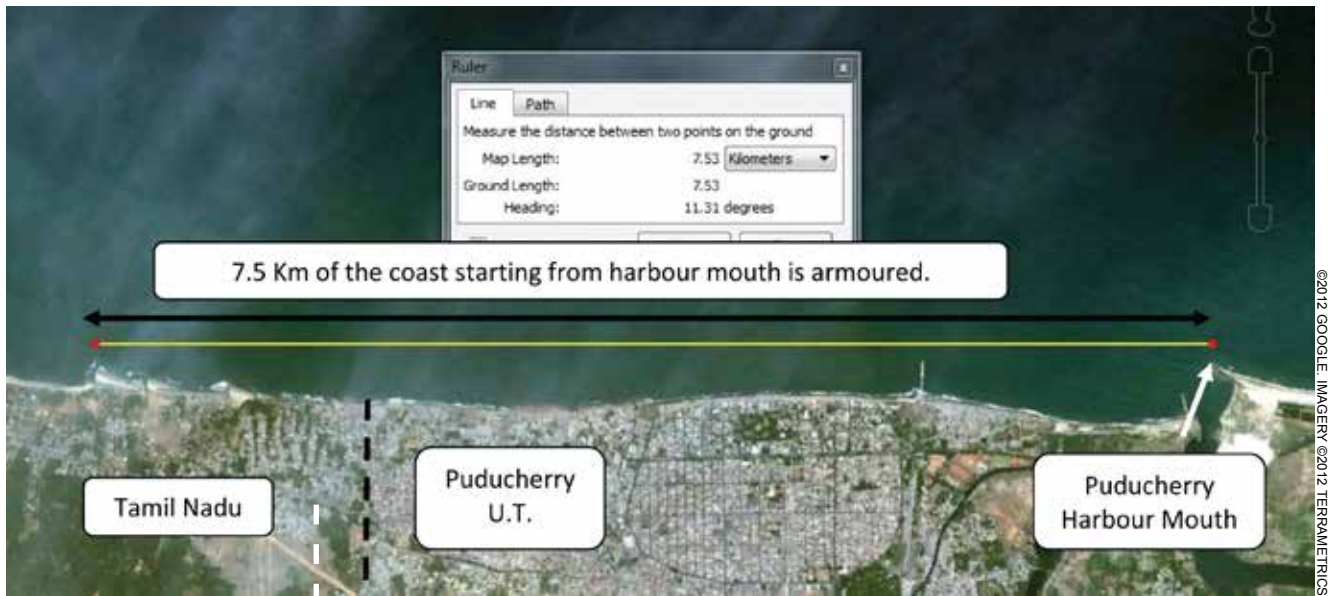 Ruler
Line Path
Measure the distance between two points on the ground
Map Length: 7.53 Kilometers
Ground Length: 7.53
Heading: 11.31 degrees
7.5 Km of the coast starting from harbour mouth is armoured.
Tamil Nadu
Puducherry
U.T.
Puducherry
Harbour Mouth
©2012 GOOGLE. IMAGERY ©2012 TERRAMETRICS